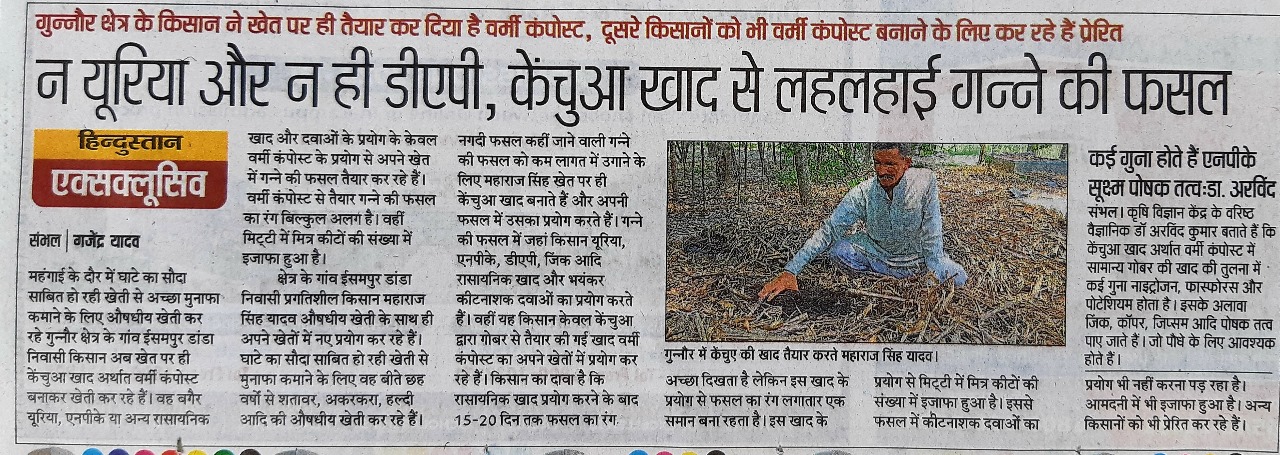 गुन्नौर क्षेत्र के किसान ने खेत पर ही तैयार कर दिया है वर्मी कंपोस्ट, दूसरे किसानों को भी वर्मी कंपोस्ट बनाने के लिए कर रहे हैं प्रेरित
न यूरिया और न ही डीएपी, केंचुआ खाद से लहलहाई गन्ने की फसल
हिन्दुस्तान
एक्सक्लूसिव
संभल | गजेंद्र यादव
महंगाई के दौर में घाटे का सौदा
साबित हो रही खेती से अच्छा मुनाफा
कमाने के लिए औषधीय खेती कर
रहे गुन्नौर क्षेत्र के गांव ईसमपुर डांडा
निवासी किसान अब खेत पर ही
केंचुआ खाद अर्थात वर्मी कंपोस्ट
बनाकर खेती कर रहे हैं। वह बगैर
यूरिया, एनपीके या अन्य रासायनिक
खाद और दवाओं के प्रयोग के केवल
वर्मी कंपोस्ट के प्रयोग से अपने खेत
में गन्ने की फसल तैयार कर रहे हैं।
वर्मी कंपोस्ट से तैयार गन्ने की फसल
का रंग बिल्कुल अलग है। वहीं
मिट्टी में मित्र कीटों की संख्या में
इजाफा हुआ है।
क्षेत्र के गांव ईसमपुर डांडा
निवासी प्रगतिशील किसान महाराज
सिंह यादव औषधीय खेती के साथ ही
अपने खेतों में नए प्रयोग कर रहे हैं।
घाटे का सौदा साबित हो रही खेती से
मुनाफा कमाने के लिए वह बीते छह
वर्षो से शतावर, अकरकरा, हल्दी
आदि की औषधीय खेती कर रहे हैं।
नगदी फसल कहीं जाने वाली गन्ने
की फसल को कम लागत में उगाने के
लिए महाराज सिंह खेत पर ही
केंचुआ खाद बनाते हैं और अपनी
फसल में उसका प्रयोग करते हैं। गन्ने
की फसल में जहां किसान यूरिया,
एनपीके, डीएपी, जिंक आदि
रासायनिक खाद और भयंकर
कीटनाशक दवाओं का प्रयोग करते
हैं। वहीं यह किसान केवल केंचुआ
द्वारा गोबर से तैयार की गई खाद वर्मी
कंपोस्ट का अपने खेतों में प्रयोग कर
रहे हैं। किसान का दावा है कि
रासायनिक खाद प्रयोग करने के बाद
15-20 दिन तक फसल का रंग
गुन्नौर में केंचुए की खाद तैयार करते महाराज सिंह यादव।
अच्छा दिखता है लेकिन इस खाद के
प्रयोग से फसल का रंग लगातार एक
समान बना रहता है। इस खाद के
प्रयोग से मिट्टी में मित्र कीटों की
संख्या में इजाफा हुआ है। इससे
फसल में कीटनाशक दवाओं का
प्रयोग भी नहीं करना पड़ रहा है।
आमदनी में भी इजाफा हुआ है। अन्य
किसानों को भी प्रेरित कर रहे हैं।
कई गुना होते हैं एनपीके
सूक्ष्म पोषक तत्व:डा. अरविंद
संभल। कृषि विज्ञान केंद्र के वरिष्ठ
वैज्ञानिक डॉ अरविंद कुमार बताते हैं कि
केंचुआ खाद अर्थात वर्मी कंपोस्ट में
सामान्य गोबर की खाद की तुलना में
कई गुना नाइट्रोजन, फास्फोरस और
पोटेशियम होता है। इसके अलावा
जिंक, कॉपर, जिप्सम आदि पोषक तत्व
पाए जाते हैं। जो पौधे के लिए आवश्यक
होते हैं।